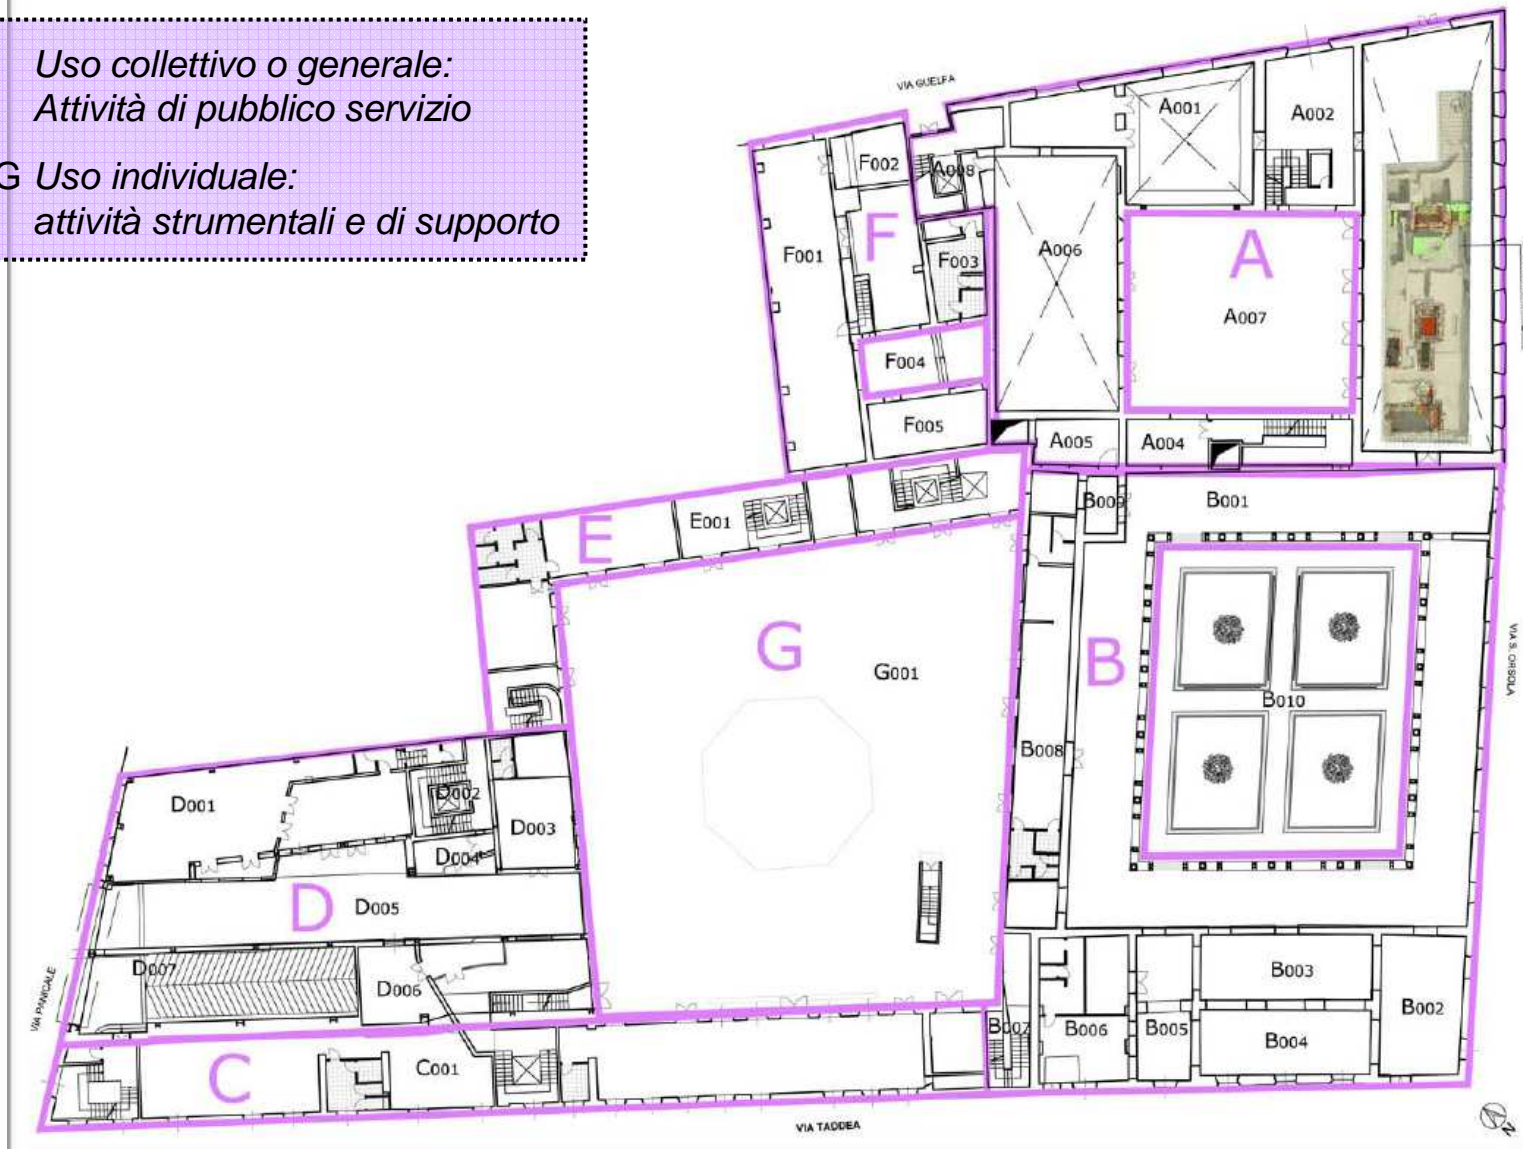 Uso collettivo o generale:
Attività di pubblico servizio
G Uso individuale:
attività strumentali e di supporto
VIA GUELFA
A001
A002
F002
A008
F
F001
F003
A006
A
A007
F004
F005
A005
A004
E
E001
B009
B001
G
G001
B
B010
VIA S. ORSOLA
B008
D001
D002
D003
D004
D
D005
D007
D006
VIA PANICALE
B003
B002
B007
B006
B005
B004
C
C001
VIA TADDEA
N